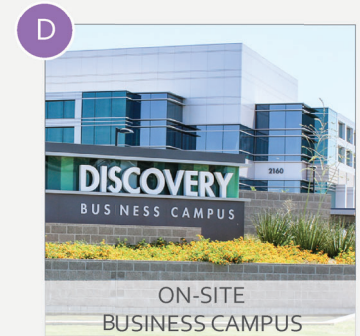 D
2160
DISCOVERY
BUS NESS CAMPUS
ON-SITE
BUSINESS CAMPUS